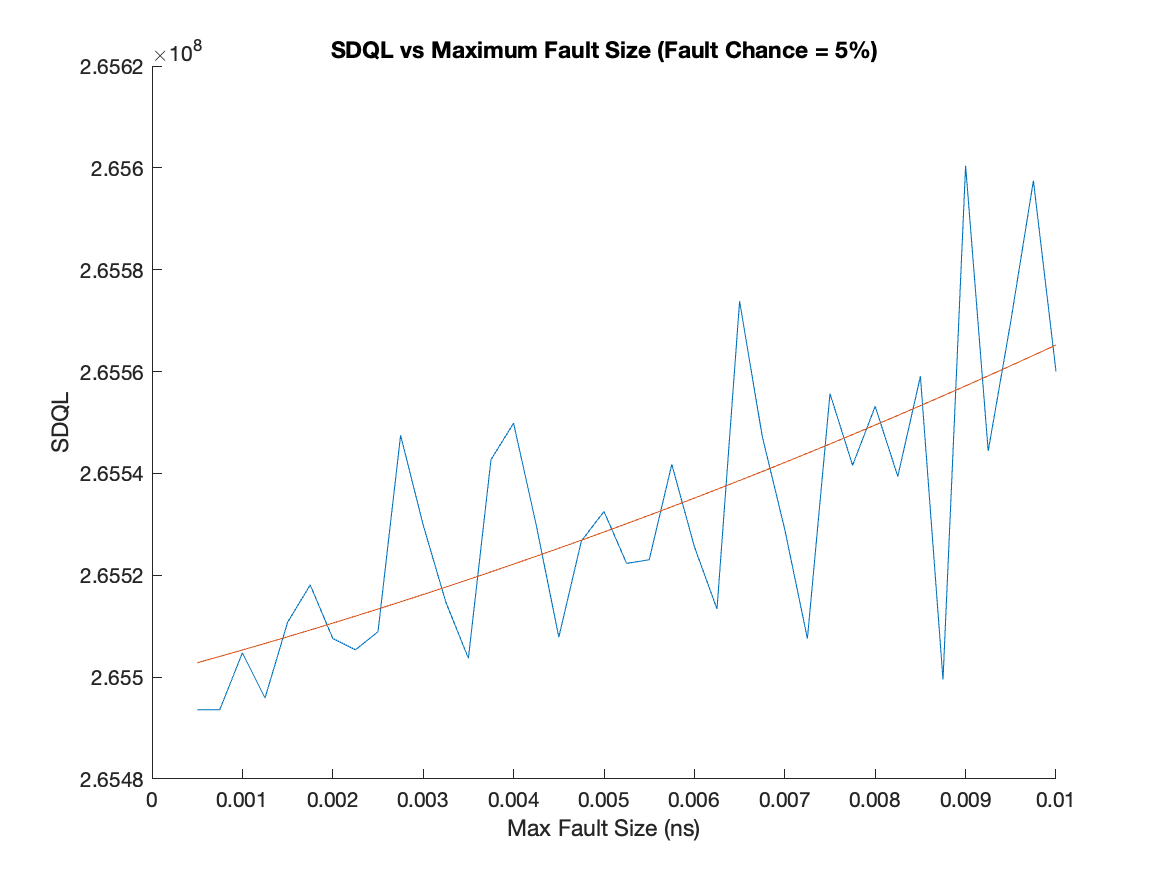 SDQL vs Maximum Fault Size (Fault Chance = 5%)
×10⁸
2.6562
2.656
2.6558
2.6556
2.6554
2.6552
2.655
2.6548
SDQL
0 0.001 0.002 0.003 0.004 0.005 0.006 0.007 0.008 0.009 0.01
Max Fault Size (ns)